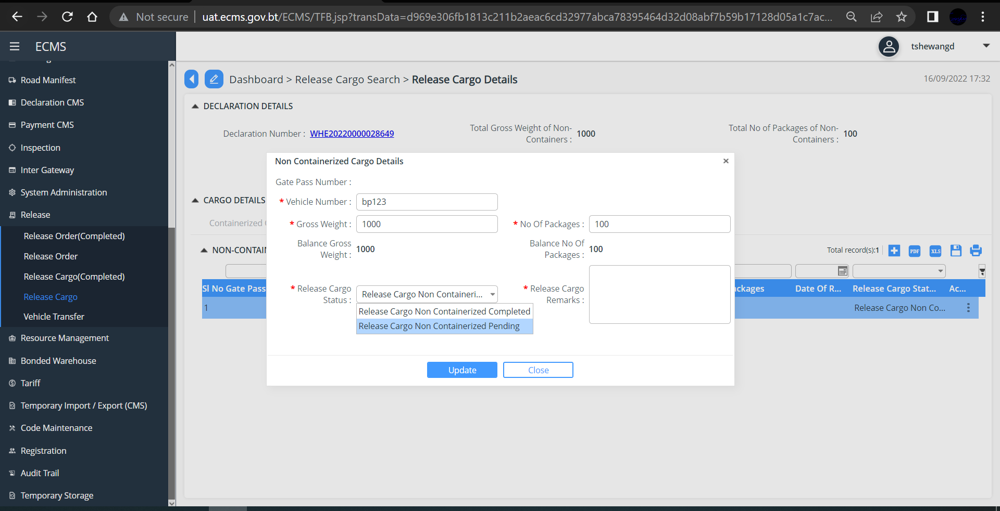 Not secure
uat.ecms.gov.bt/ECMS/TFB.jsp?transData=d969e306fb1813c211b2aeac6cd32977abca78395464d32d08abf7b59b17128d05a1c7ac...
ECMS
tshewangd
Road Manifest
Declaration CMS
Payment CMS
Inspection
Inter Gateway
System Administration
Release
Release Order(Completed)
Release Order
Release Cargo(Completed)
Release Cargo
Vehicle Transfer
Resource Management
Bonded Warehouse
Tariff
Temporary Import / Export (CMS)
Code Maintenance
Registration
Audit Trail
Temporary Storage
Dashboard > Release Cargo Search > Release Cargo Details
16/09/2022 17:32
DECLARATION DETAILS
Declaration Number : WHE20220000028649
Total Gross Weight of Non-
Containers : 1000
Total No of Packages of Non-
Containers : 100
CARGO DETAILS
Containerized
NON-CONTAI
Total record(s):1
PDF
XLS
Sl No Gate Pass
ckages
Date Of R...
Release Cargo Stat...
Ac...
1
Release Cargo Non Co...
Non Containerized Cargo Details
×
Gate Pass Number :
* Vehicle Number : bp123
* Gross Weight : 1000
* No Of Packages : 100
Balance Gross
Weight : 1000
Balance No Of
Packages : 100
* Release Cargo
Status : Release Cargo Non Containeri...
* Release Cargo
Remarks :
Release Cargo Non Containerized Completed
Release Cargo Non Containerized Pending
Update
Close